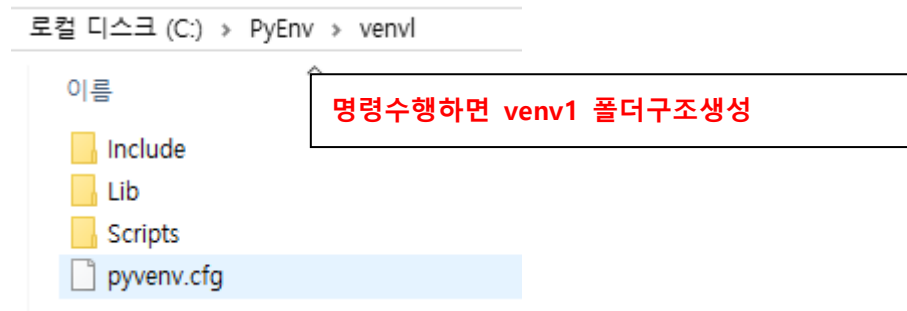 로컬 디스크 (C:) > PyEnv > venvl
이름
명령수행하면 venv1 폴더구조생성
Include
Lib
Scripts
pyvenv.cfg